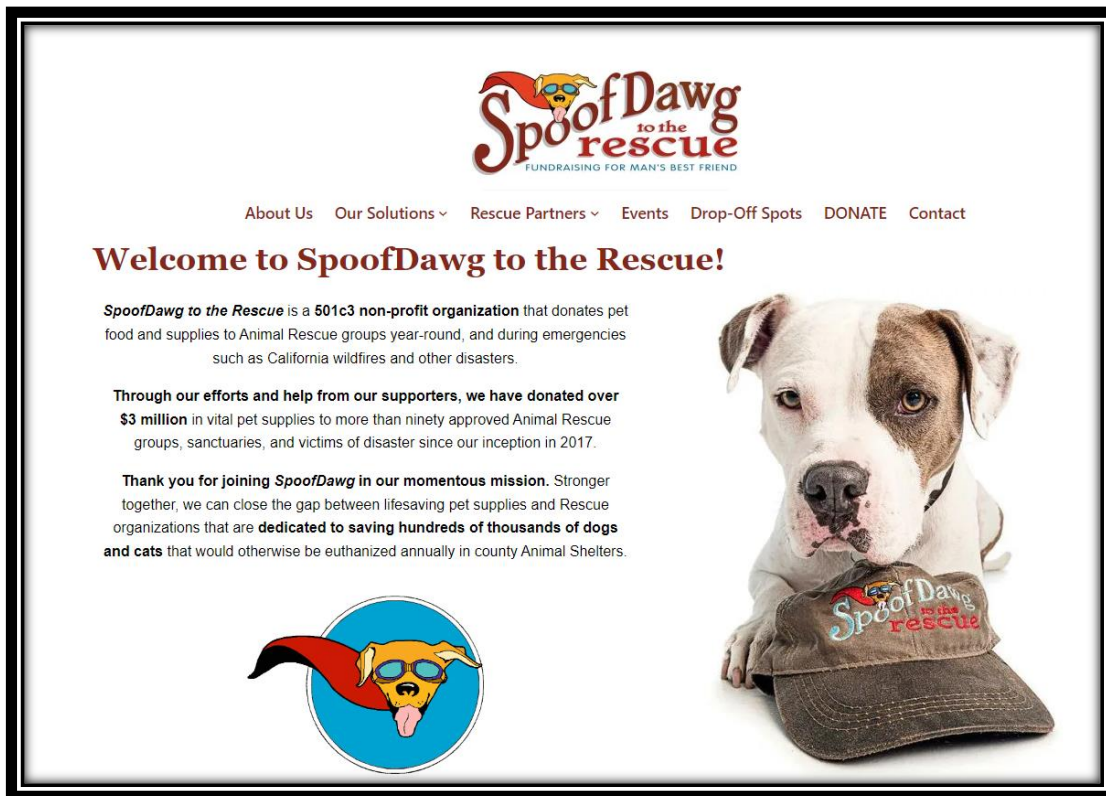 SpoofDawg
to the
rescue
FUNDRAISING FOR MAN'S BEST FRIEND
About Us Our Solutions Rescue Partners Events Drop-Off Spots DONATE Contact
Welcome to SpoofDawg to the Rescue!
SpoofDawg to the Rescue is a 501c3 non-profit organization that donates pet
food and supplies to Animal Rescue groups year-round, and during emergencies
such as California wildfires and other disasters.
Through our efforts and help from our supporters, we have donated over
$3 million in vital pet supplies to more than ninety approved Animal Rescue
groups, sanctuaries, and victims of disaster since our inception in 2017.
Thank you for joining SpoofDawg in our momentous mission. Stronger
together, we can close the gap between lifesaving pet supplies and Rescue
organizations that are dedicated to saving hundreds of thousands of dogs
and cats that would otherwise be euthanized annually in county Animal Shelters.
SpoofDawg
to the
rescue